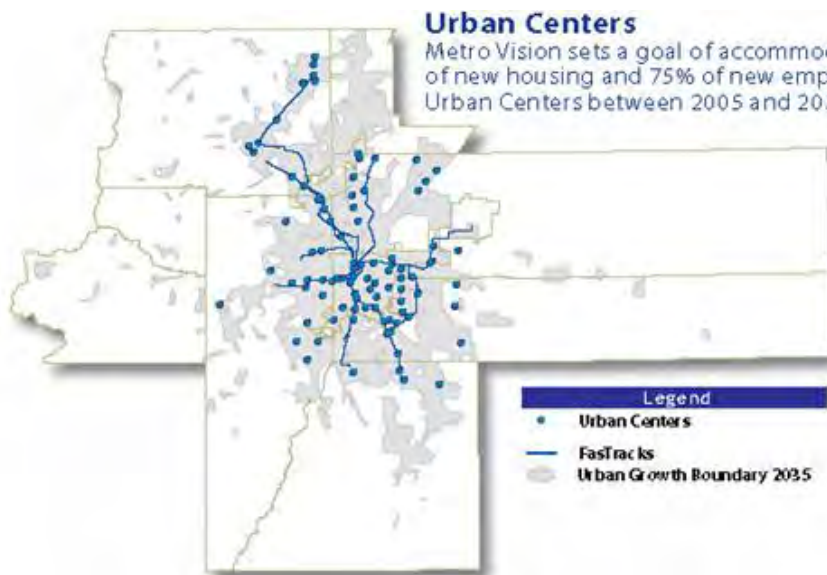 Urban Centers
Metro Vision sets a goal of accommod
of new housing and 75% of new emp
Urban Centers between 2005 and 20
Legend
Urban Centers
FasTracks
Urban Growth Boundary 2035